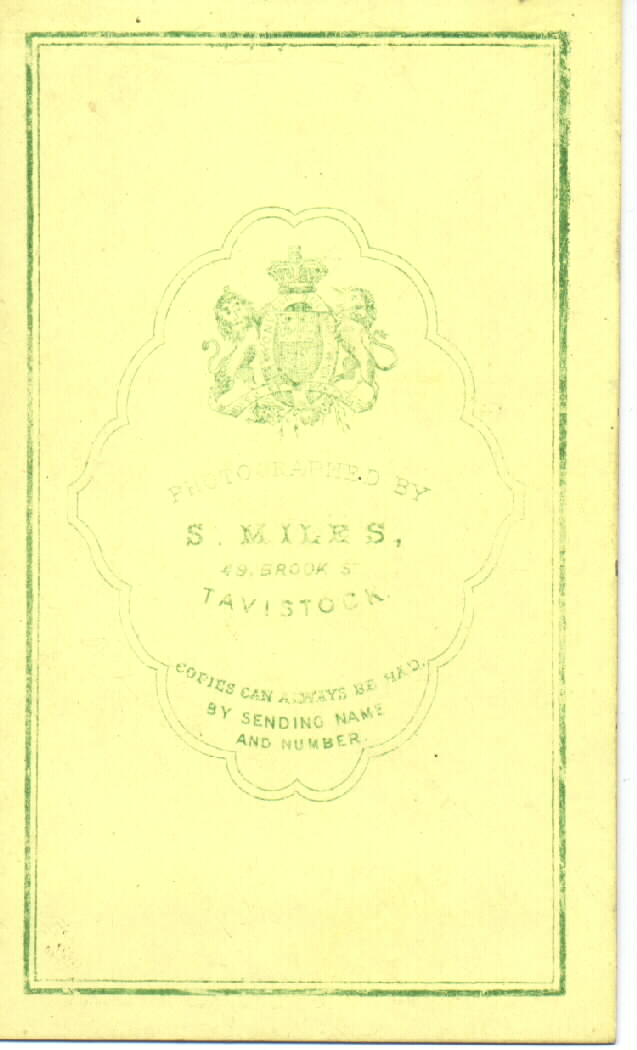 PHOTOGRAPHED BY
S. MILES,
49. BROOK ST
TAVISTOCK.
COPIES CAN ALWAYS BE HAD.
BY SENDING NAME
AND NUMBER.